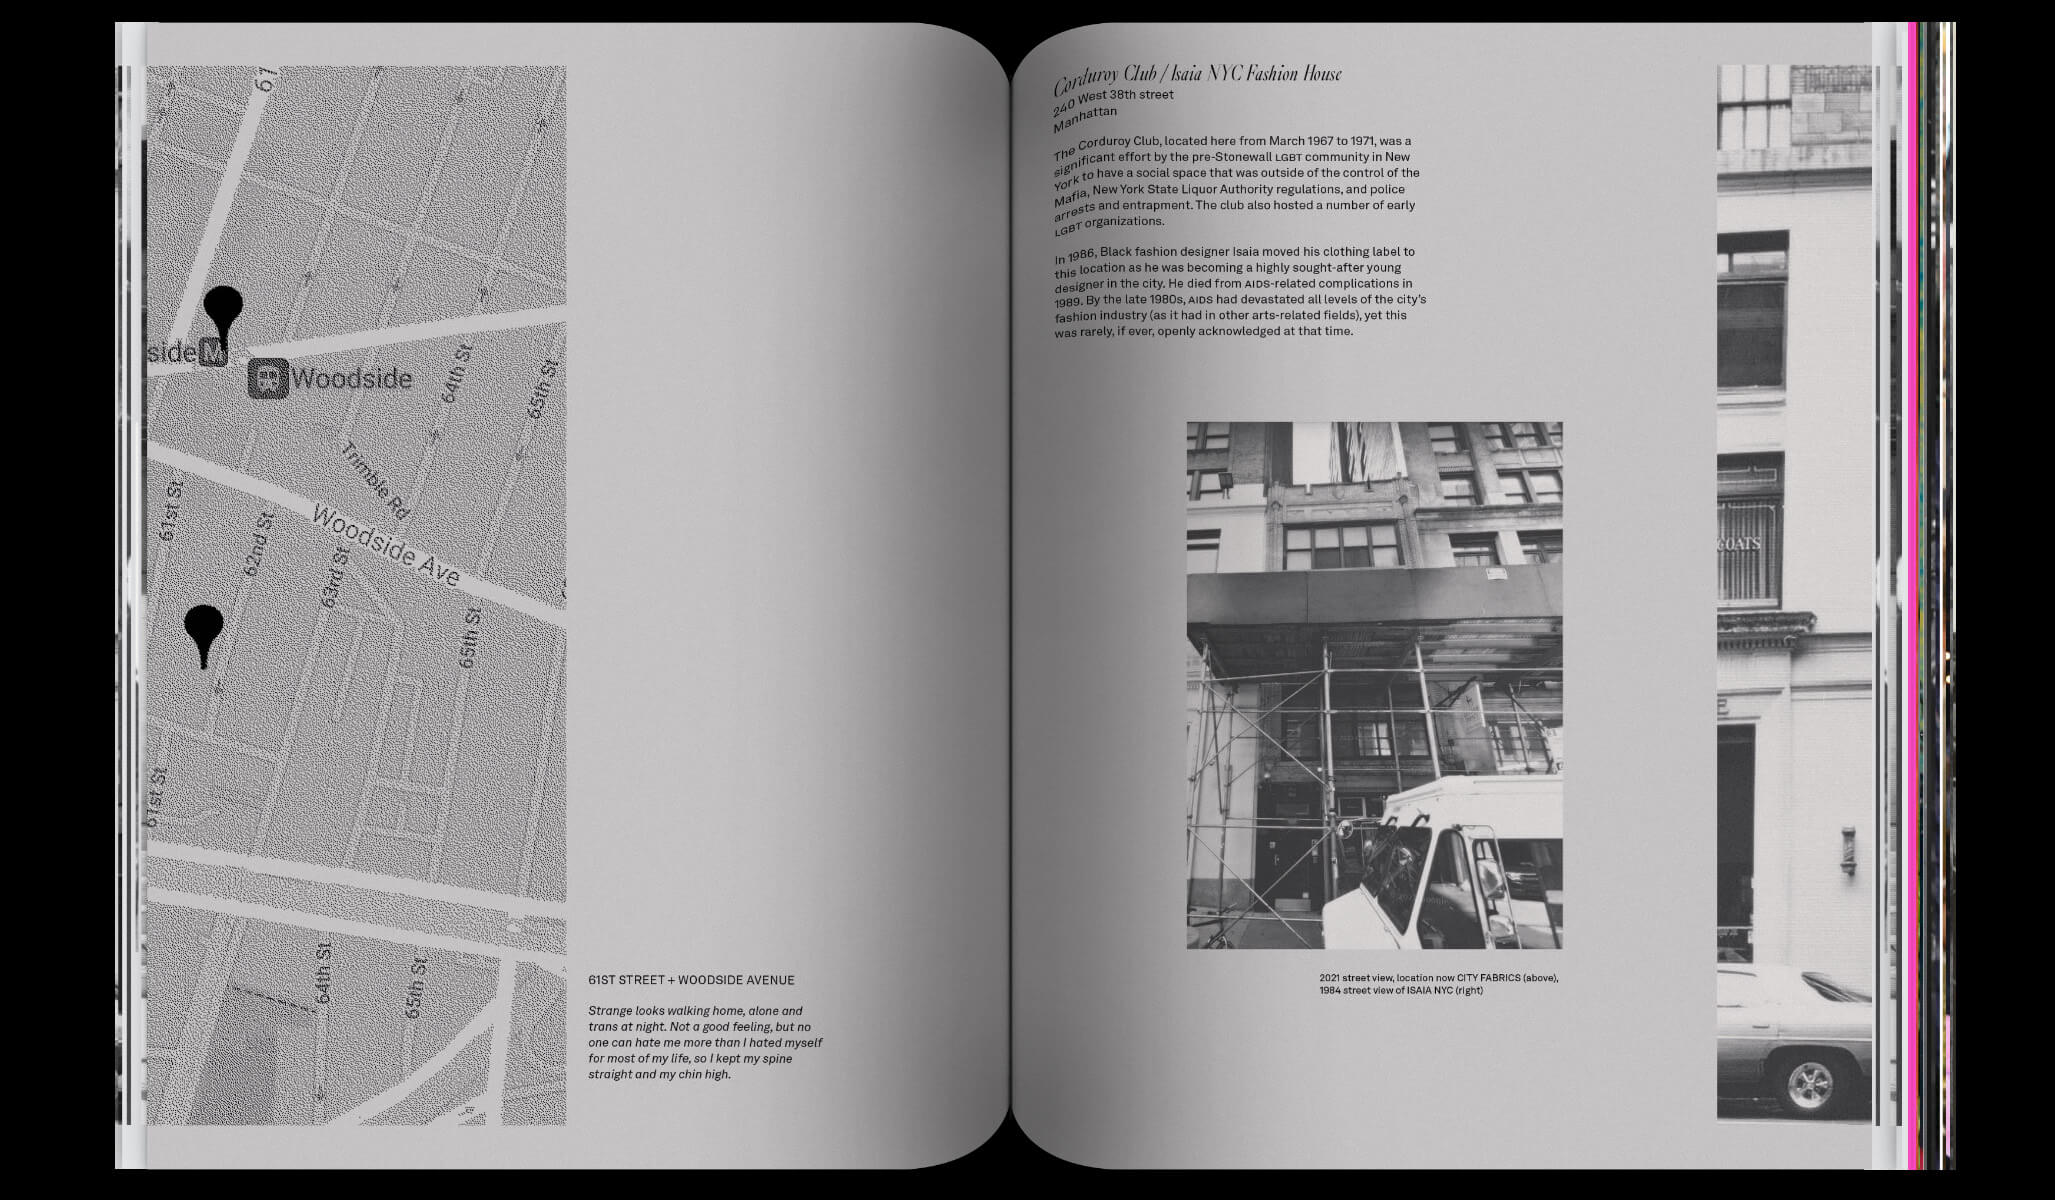 61
side M
Woodside
64th St
65th St
Trimble Rd
Woodside Ave
61st St
62nd St
63rd St
65th St
61st St
64th St
65th St
61ST STREET + WOODSIDE AVENUE
Strange looks walking home, alone and
trans at night. Not a good feeling, but no
one can hate me more than I hated myself
for most of my life, so I kept my spine
straight and my chin high.
Corduroy Club / Isaia NYC Fashion House
240 West 38th street
Manhattan
The Corduroy Club, located here from March 1967 to 1971, was a
significant effort by the pre-Stonewall LGBT community in New
York to have a social space that was outside of the control of the
Mafia, New York State Liquor Authority regulations, and police
arrests and entrapment. The club also hosted a number of early
LGBT organizations.
In 1986, Black fashion designer Isaia moved his clothing label to
this location as he was becoming a highly sought-after young
designer in the city. He died from AIDS-related complications in
1989. By the late 1980s, AIDS had devastated all levels of the city's
fashion industry (as it had in other arts-related fields), yet this
was rarely, if ever, openly acknowledged at that time.
COATS
2021 street view, location now CITY FABRICS (above),
1984 street view of ISAIA NYC (right)